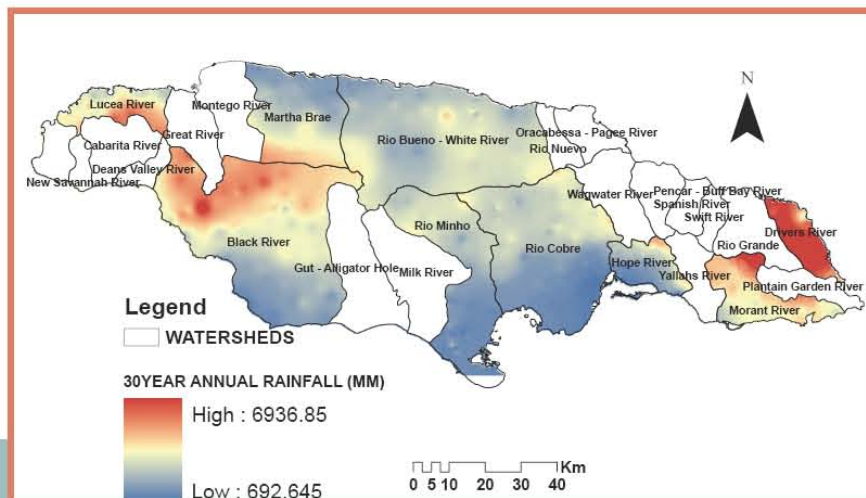 N
Lucea River
Montego River
Martha Brae
Great River
Cabarita River
Deans Valley River
New Savannah River
Rio Bueno - White River
Oracabessa - Pagee River
Rio Nuevo
Wagwater River
Pencar - Buff Bay River
Spanish River
Swift River
Drivers River
Rio Grande
Rio Minho
Black River
Rio Cobre
Hope River
Yallahs River
Plantain Garden River
Gut - Alligator Hole
Milk River
Morant River
Legend
WATERSHEDS
30YEAR ANNUAL RAINFALL (MM)
High : 6936.85
Low : 692.645
Km
0 5 10 20 30 40